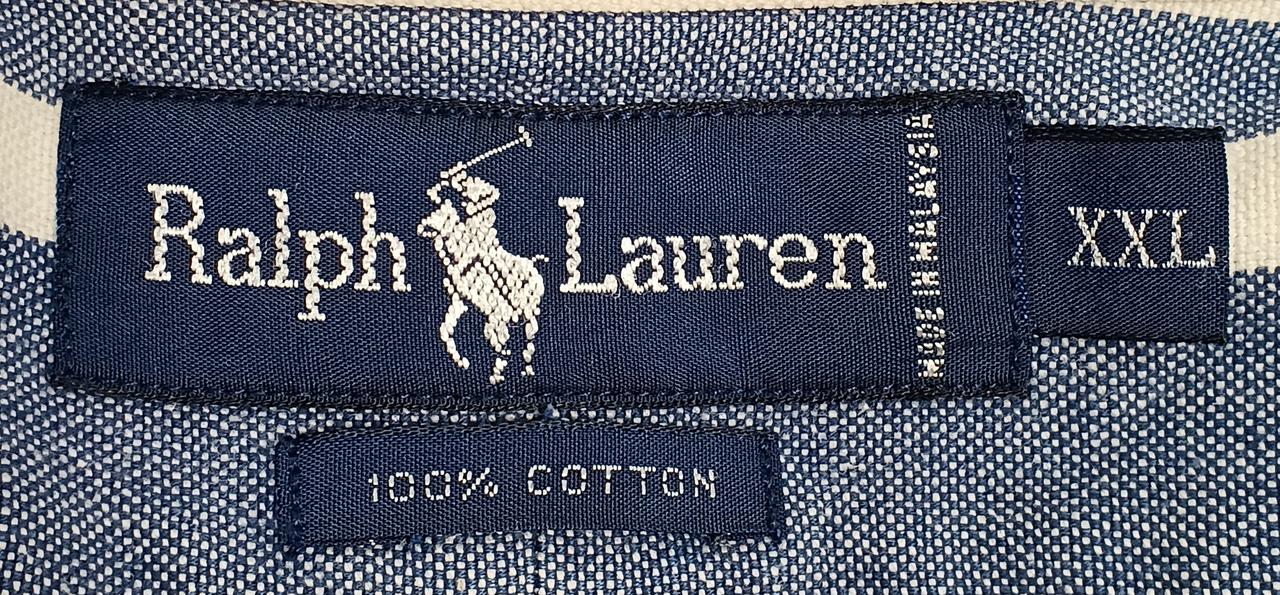 Ralph Lauren
MADE IN MALAYSIA
XXL
100% COTTON